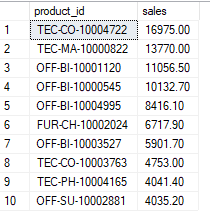 product_id sales
1 TEC-CO-10004722 16975.00
2 TEC-MA-10000822 13770.00
3 OFF-BI-10001120 11056.50
4 OFF-BI-10000545 10132.70
5 OFF-BI-10004995 8416.10
6 FUR-CH-10002024 6717.90
7 OFF-BI-10003527 5901.70
8 TEC-CO-10003763 4753.00
9 TEC-PH-10004165 4041.40
10 OFF-SU-10002881 4035.20